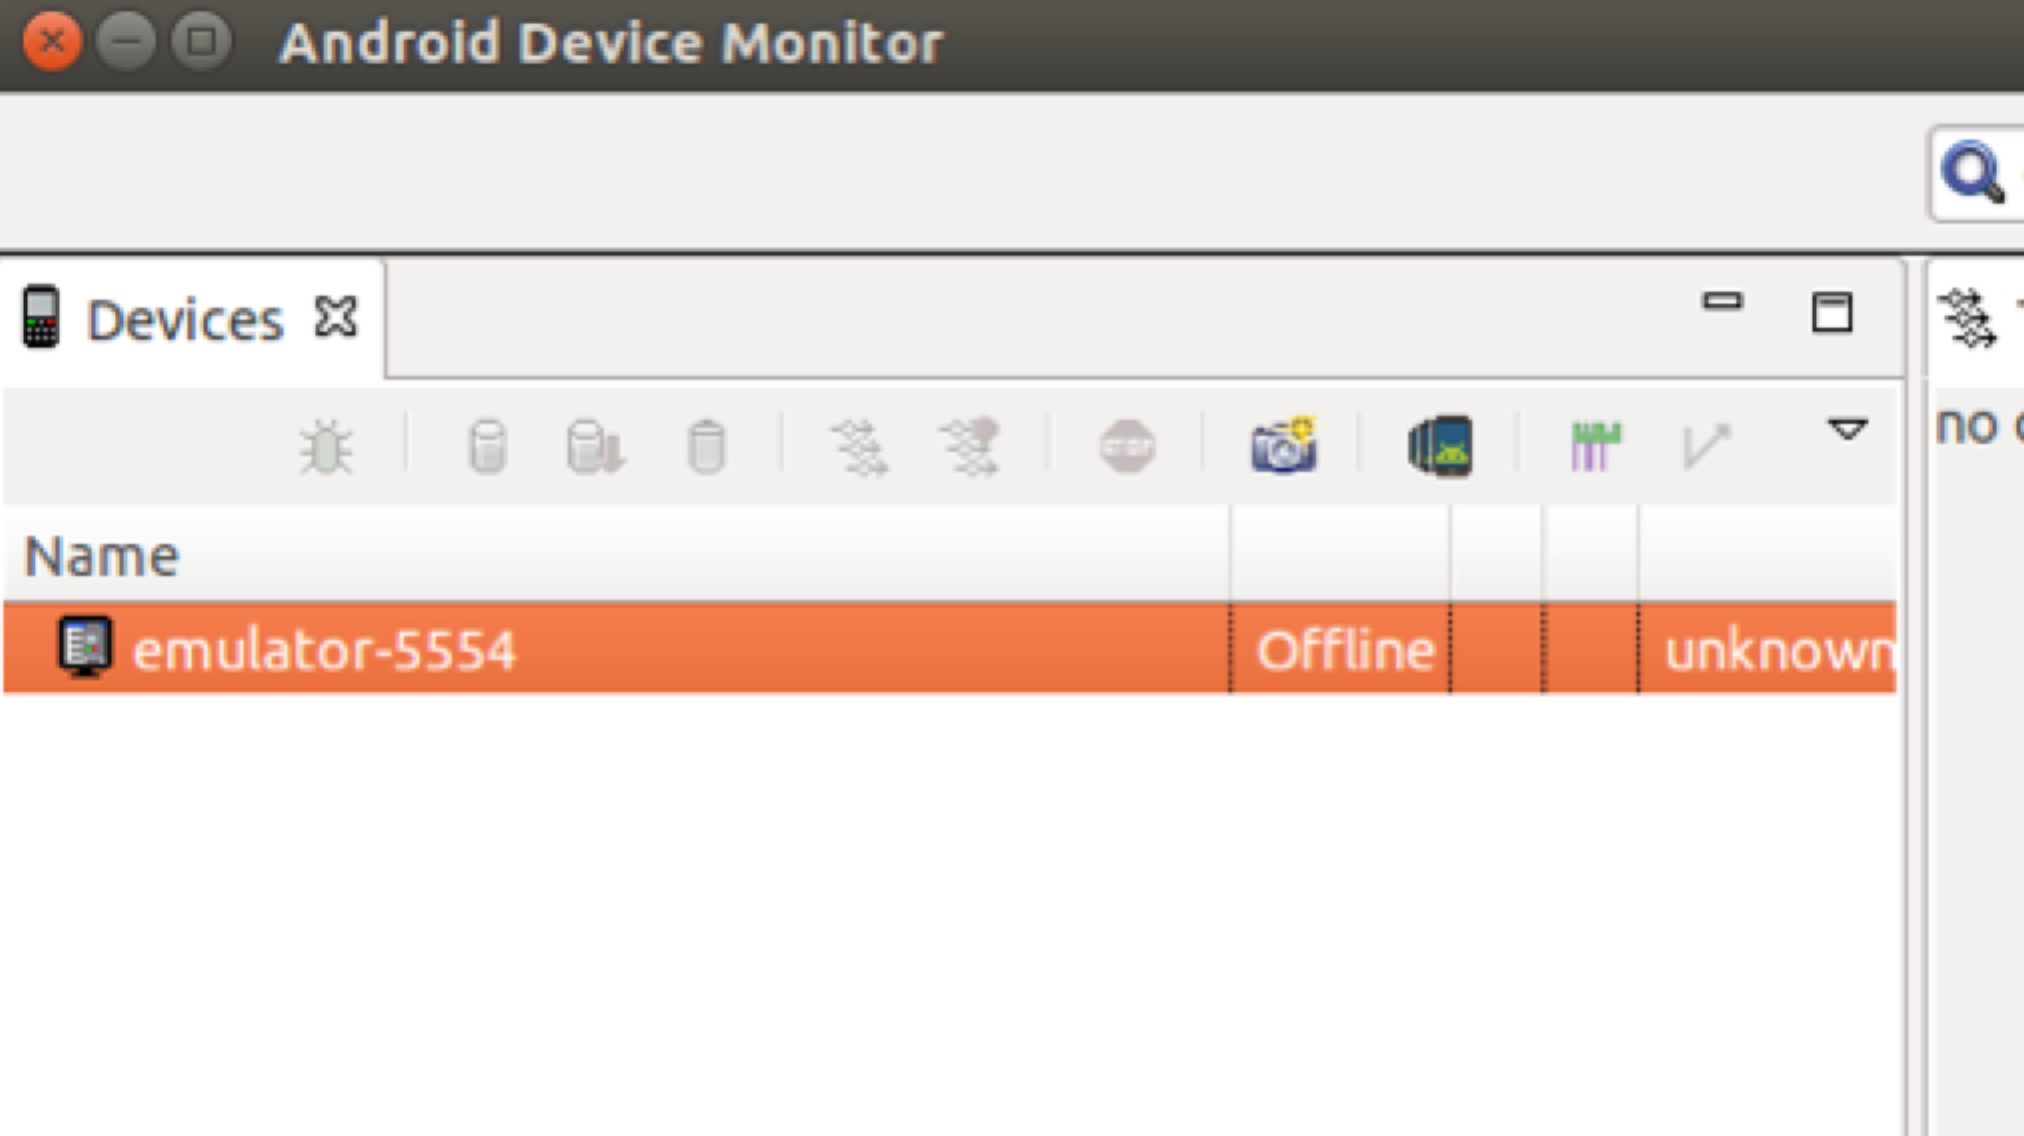 Android Device Monitor
Devices
no
Name
emulator-5554 Offline unknown